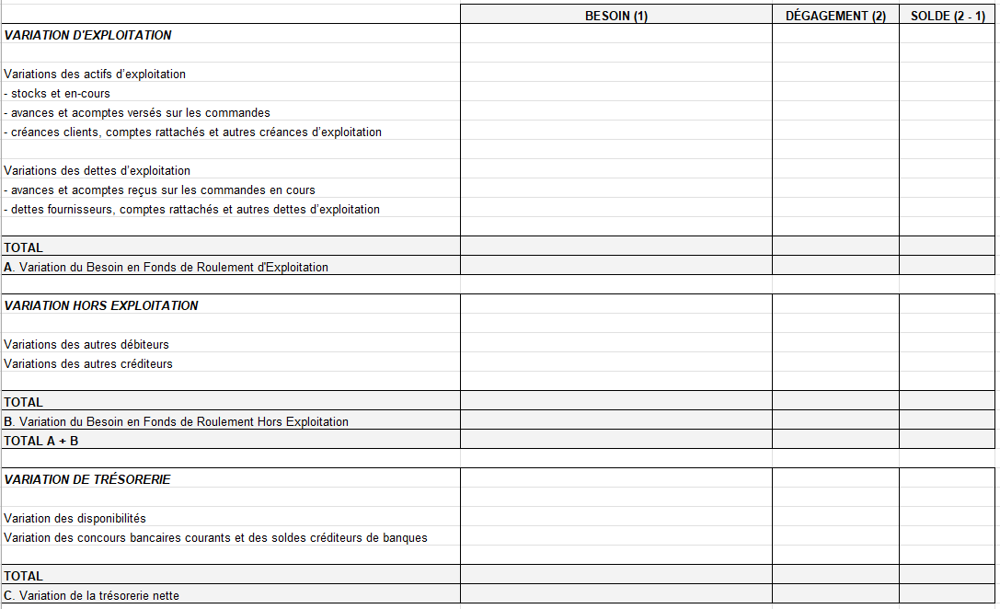 BESOIN (1) DÉGAGEMENT (2) SOLDE (2 - 1)
VARIATION D'EXPLOITATION
Variations des actifs d’exploitation
- stocks et en-cours
- avances et acomptes versés sur les commandes
- créances clients, comptes rattachés et autres créances d’exploitation
Variations des dettes d’exploitation
- avances et acomptes reçus sur les commandes en cours
- dettes fournisseurs, comptes rattachés et autres dettes d’exploitation
TOTAL
A. Variation du Besoin en Fonds de Roulement d'Exploitation
VARIATION HORS EXPLOITATION
Variations des autres débiteurs
Variations des autres créditeurs
TOTAL
B. Variation du Besoin en Fonds de Roulement Hors Exploitation
TOTAL A + B
VARIATION DE TRÉSORERIE
Variation des disponibilités
Variation des concours bancaires courants et des soldes créditeurs de banques
TOTAL
C. Variation de la trésorerie nette